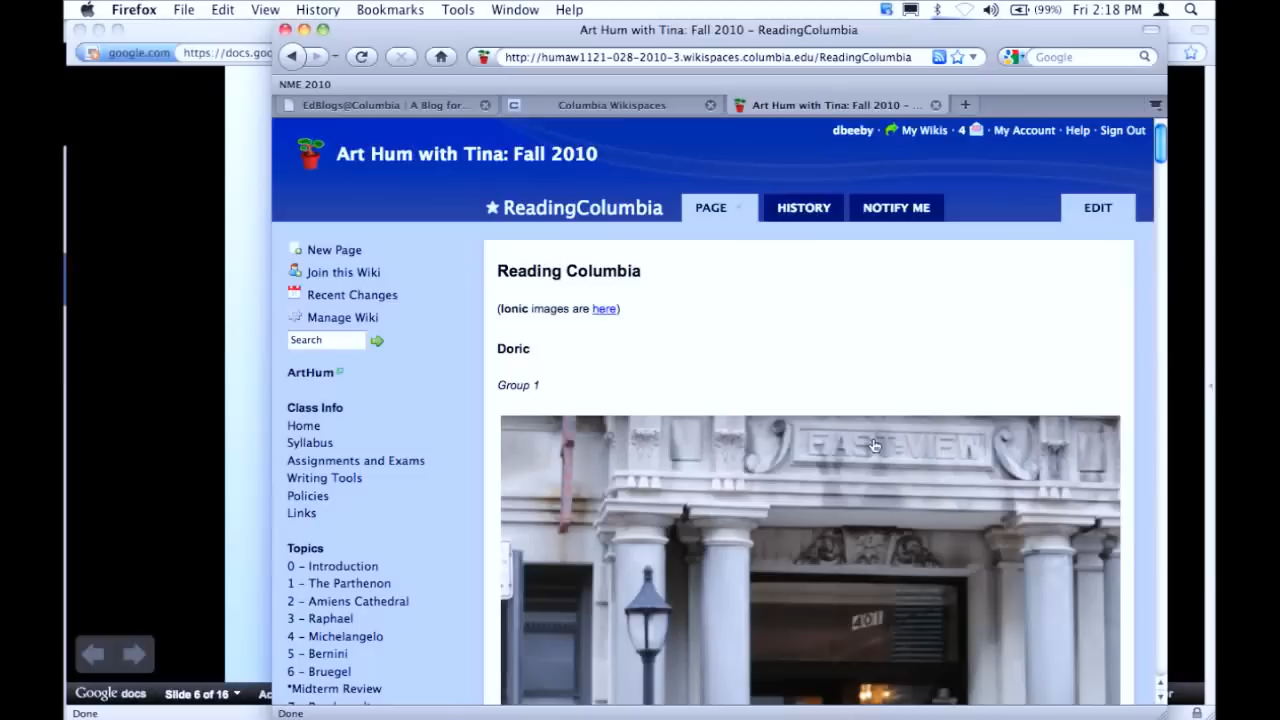 Firefox File Edit View History Bookmarks Tools Window Help (99%) Fri 2:18 PM
Art Hum with Tina: Fall 2010 – ReadingColumbia
google.com https://docs.goo
http://humaw1121-028-2010-3.wikispaces.columbia.edu/ReadingColumbia Google
NME 2010
EdBlogs@Columbia | A Blog for... Columbia Wikispaces Art Hum with Tina: Fall 2010 – ...
dbeeby · My Wikis · 4 · My Account · Help · Sign Out
Art Hum with Tina: Fall 2010
ReadingColumbia PAGE HISTORY NOTIFY ME EDIT
New Page
Join this Wiki
Recent Changes
Manage Wiki
Search
ArtHum
Class Info
Home
Syllabus
Assignments and Exams
Writing Tools
Policies
Links
Topics
0 – Introduction
1 – The Parthenon
2 – Amiens Cathedral
3 – Raphael
4 – Michelangelo
5 – Bernini
6 – Bruegel
*Midterm Review
Reading Columbia
(Ionic images are here)
Doric
Group 1
EAST VIEW
401
Google docs Slide 6 of 16
Done Done